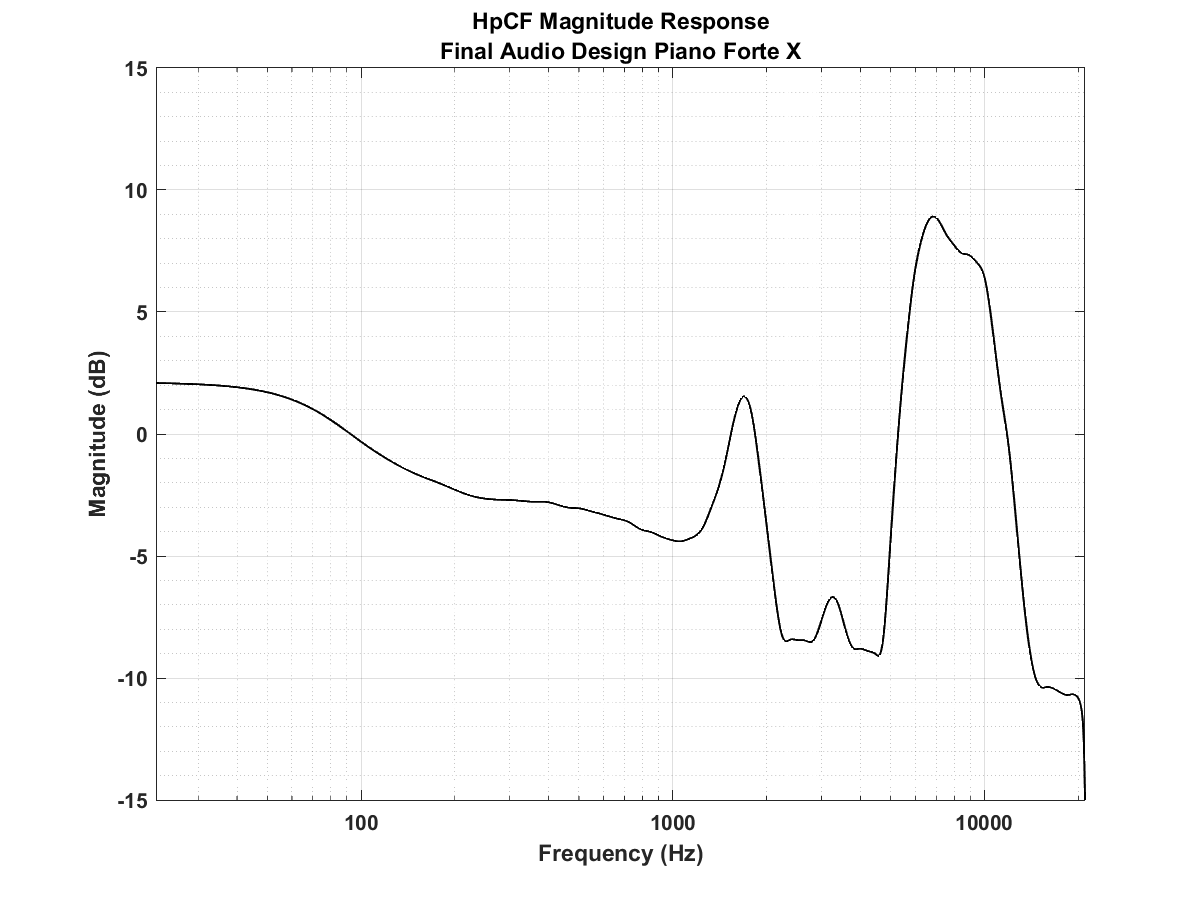 HpCF Magnitude Response
Final Audio Design Piano Forte X
15
10
5
0
-5
-10
-15
Magnitude (dB)
100 1000 10000
Frequency (Hz)